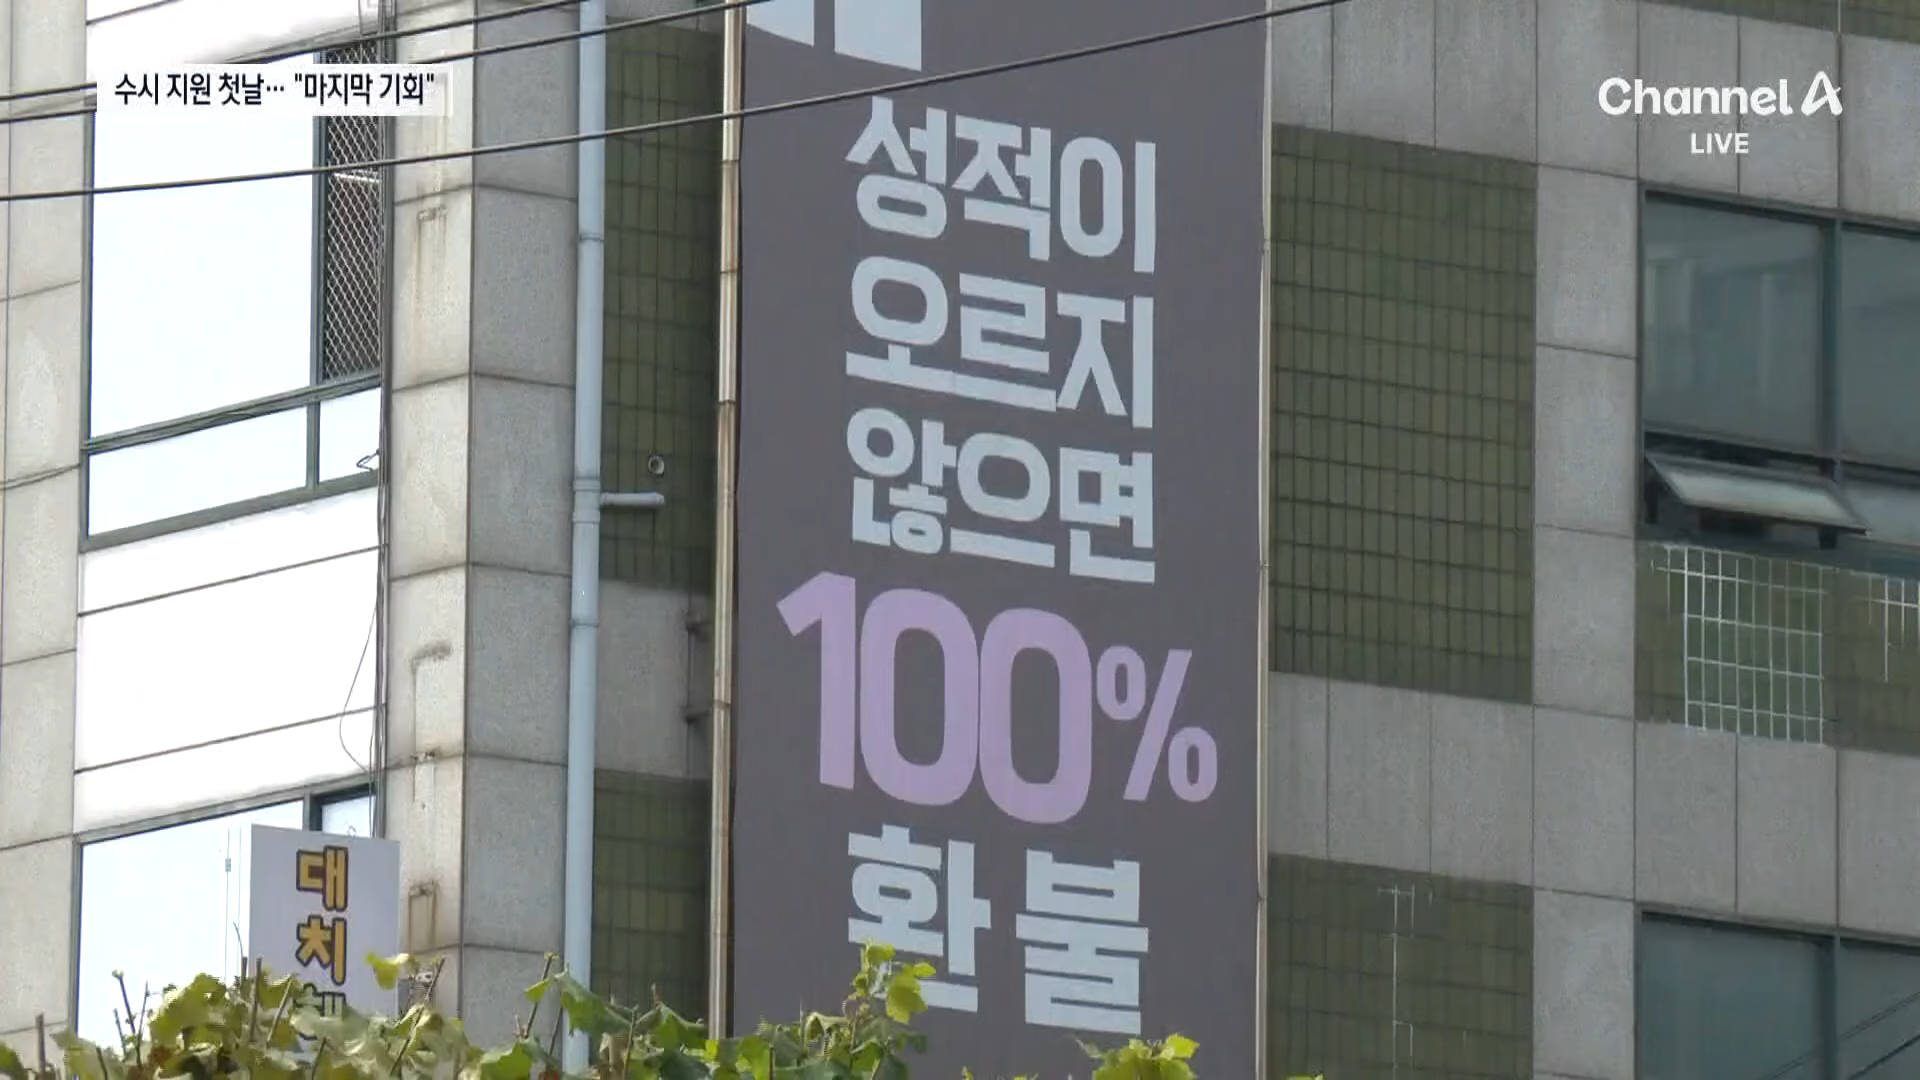 수시 지원 첫날… "마지막 기회"
Channel A
LIVE
성적이
오르지
않으면
100%
환불
대
치